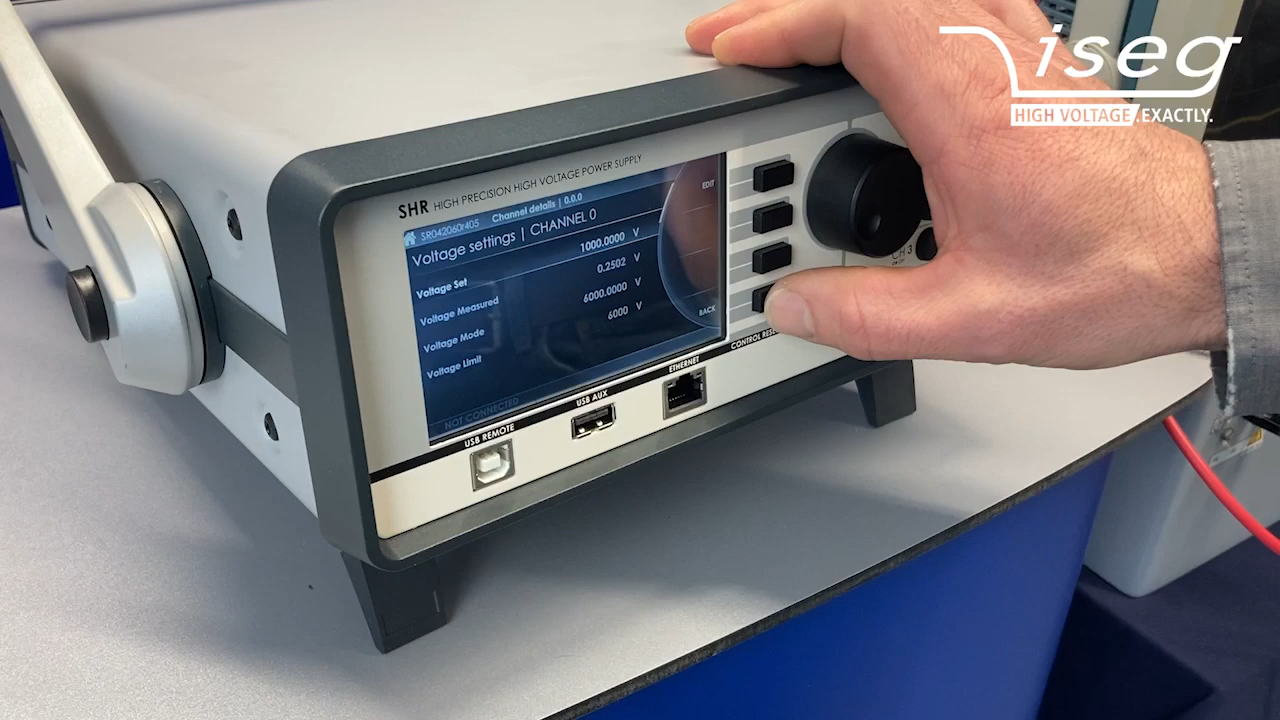 iseg
HIGH VOLTAGE.EXACTLY.
SHR HIGH PRECISION HIGH VOLTAGE POWER SUPPLY
SR042060r405 Channel details | 0.0.0
EDIT
Voltage settings | CHANNEL 0
Voltage Set 1000.0000 V
Voltage Measured 0.2502 V
Voltage Mode 6000.0000 V
Voltage Limit 6000 V
BACK
NOT CONNECTED
CH 3
CONTROL
USB REMOTE
USB AUX
ETHERNET